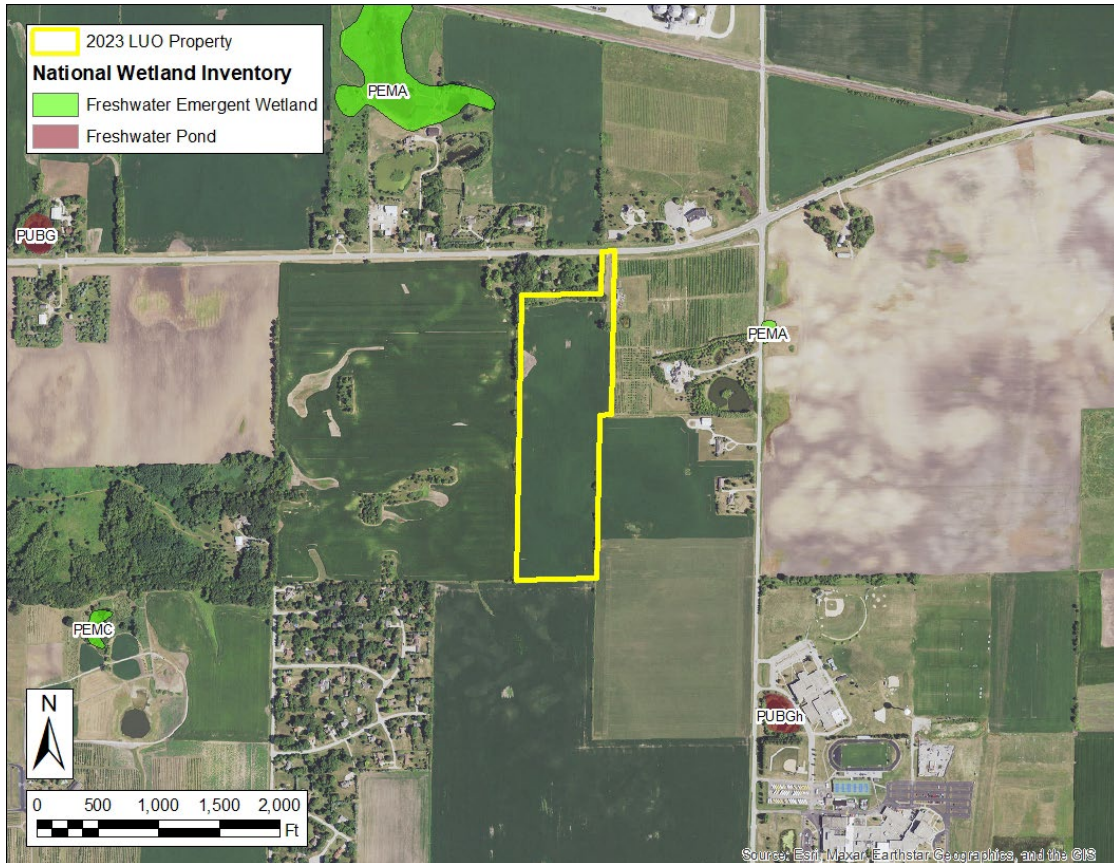 2023 LUO Property
National Wetland Inventory
Freshwater Emergent Wetland
Freshwater Pond
PEMA
PUBG
PEMA
PEMC
PUBGh
N
0 500 1,000 1,500 2,000
Ft
Source: Esri, Maxar, Earthstar Geographics, and the GIS